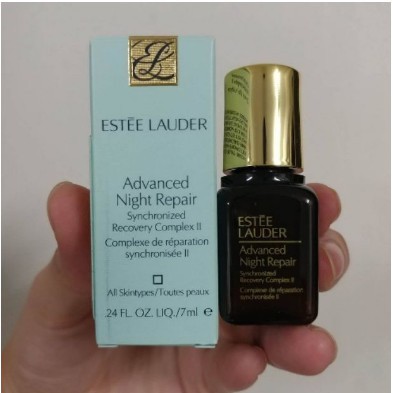 ESTĒE LAUDER
Advanced
Night Repair
Synchronized
Recovery Complex II
Complexe de réparation
synchronisée II
All Skintypes/Toutes peaux
.24 FL. OZ. LIQ./7ml e
ESTĒE
LAUDER
Advanced
Night Repair
Synchronized
Recovery Complex II
Complexe de réparation
synchronisée II